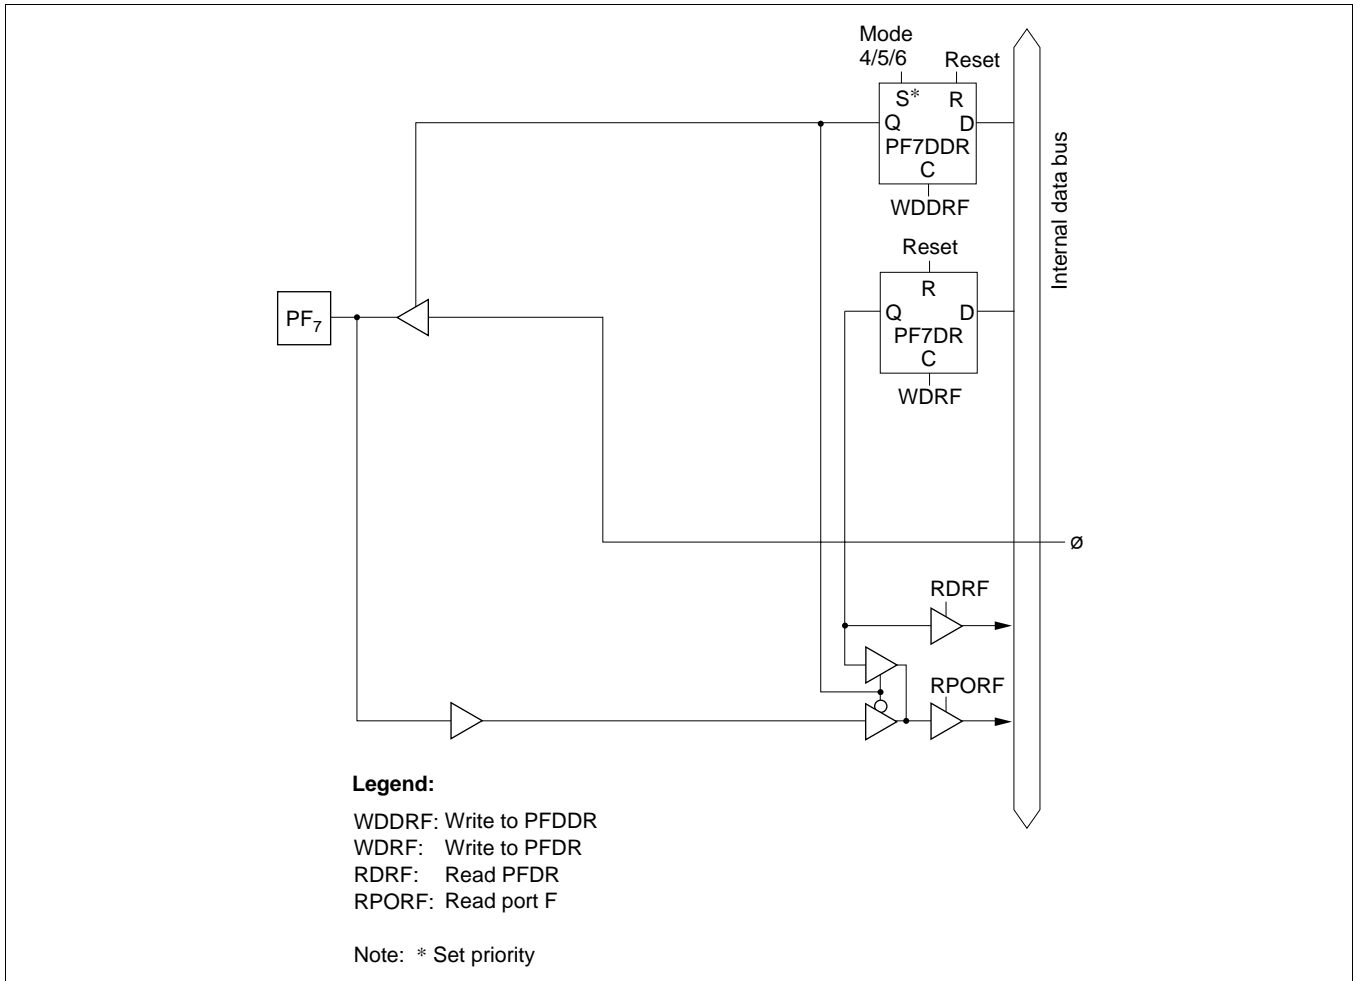 Mode
4/5/6
Reset
S* R
Q D
PF7DDR
C
WDDRF
Reset
R
Q D
PF7DR
C
WDRF
Internal data bus
PF7
ø
RDRF
RPORF
Legend:
WDDRF: Write to PFDDR
WDRF: Write to PFDR
RDRF: Read PFDR
RPORF: Read port F
Note: * Set priority